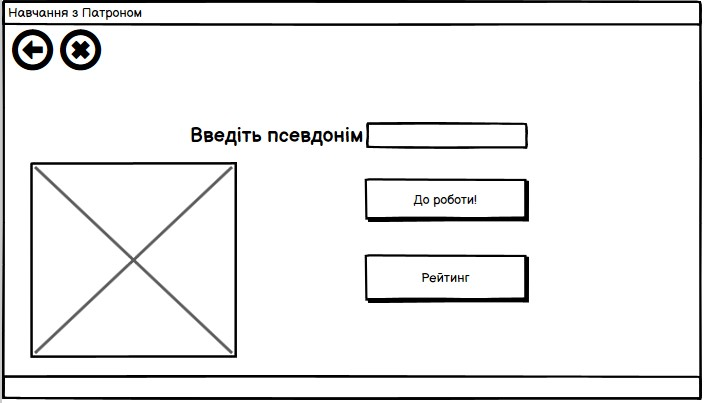 Навчання з Патроном
Введіть псевдонім
До роботи!
Рейтинг